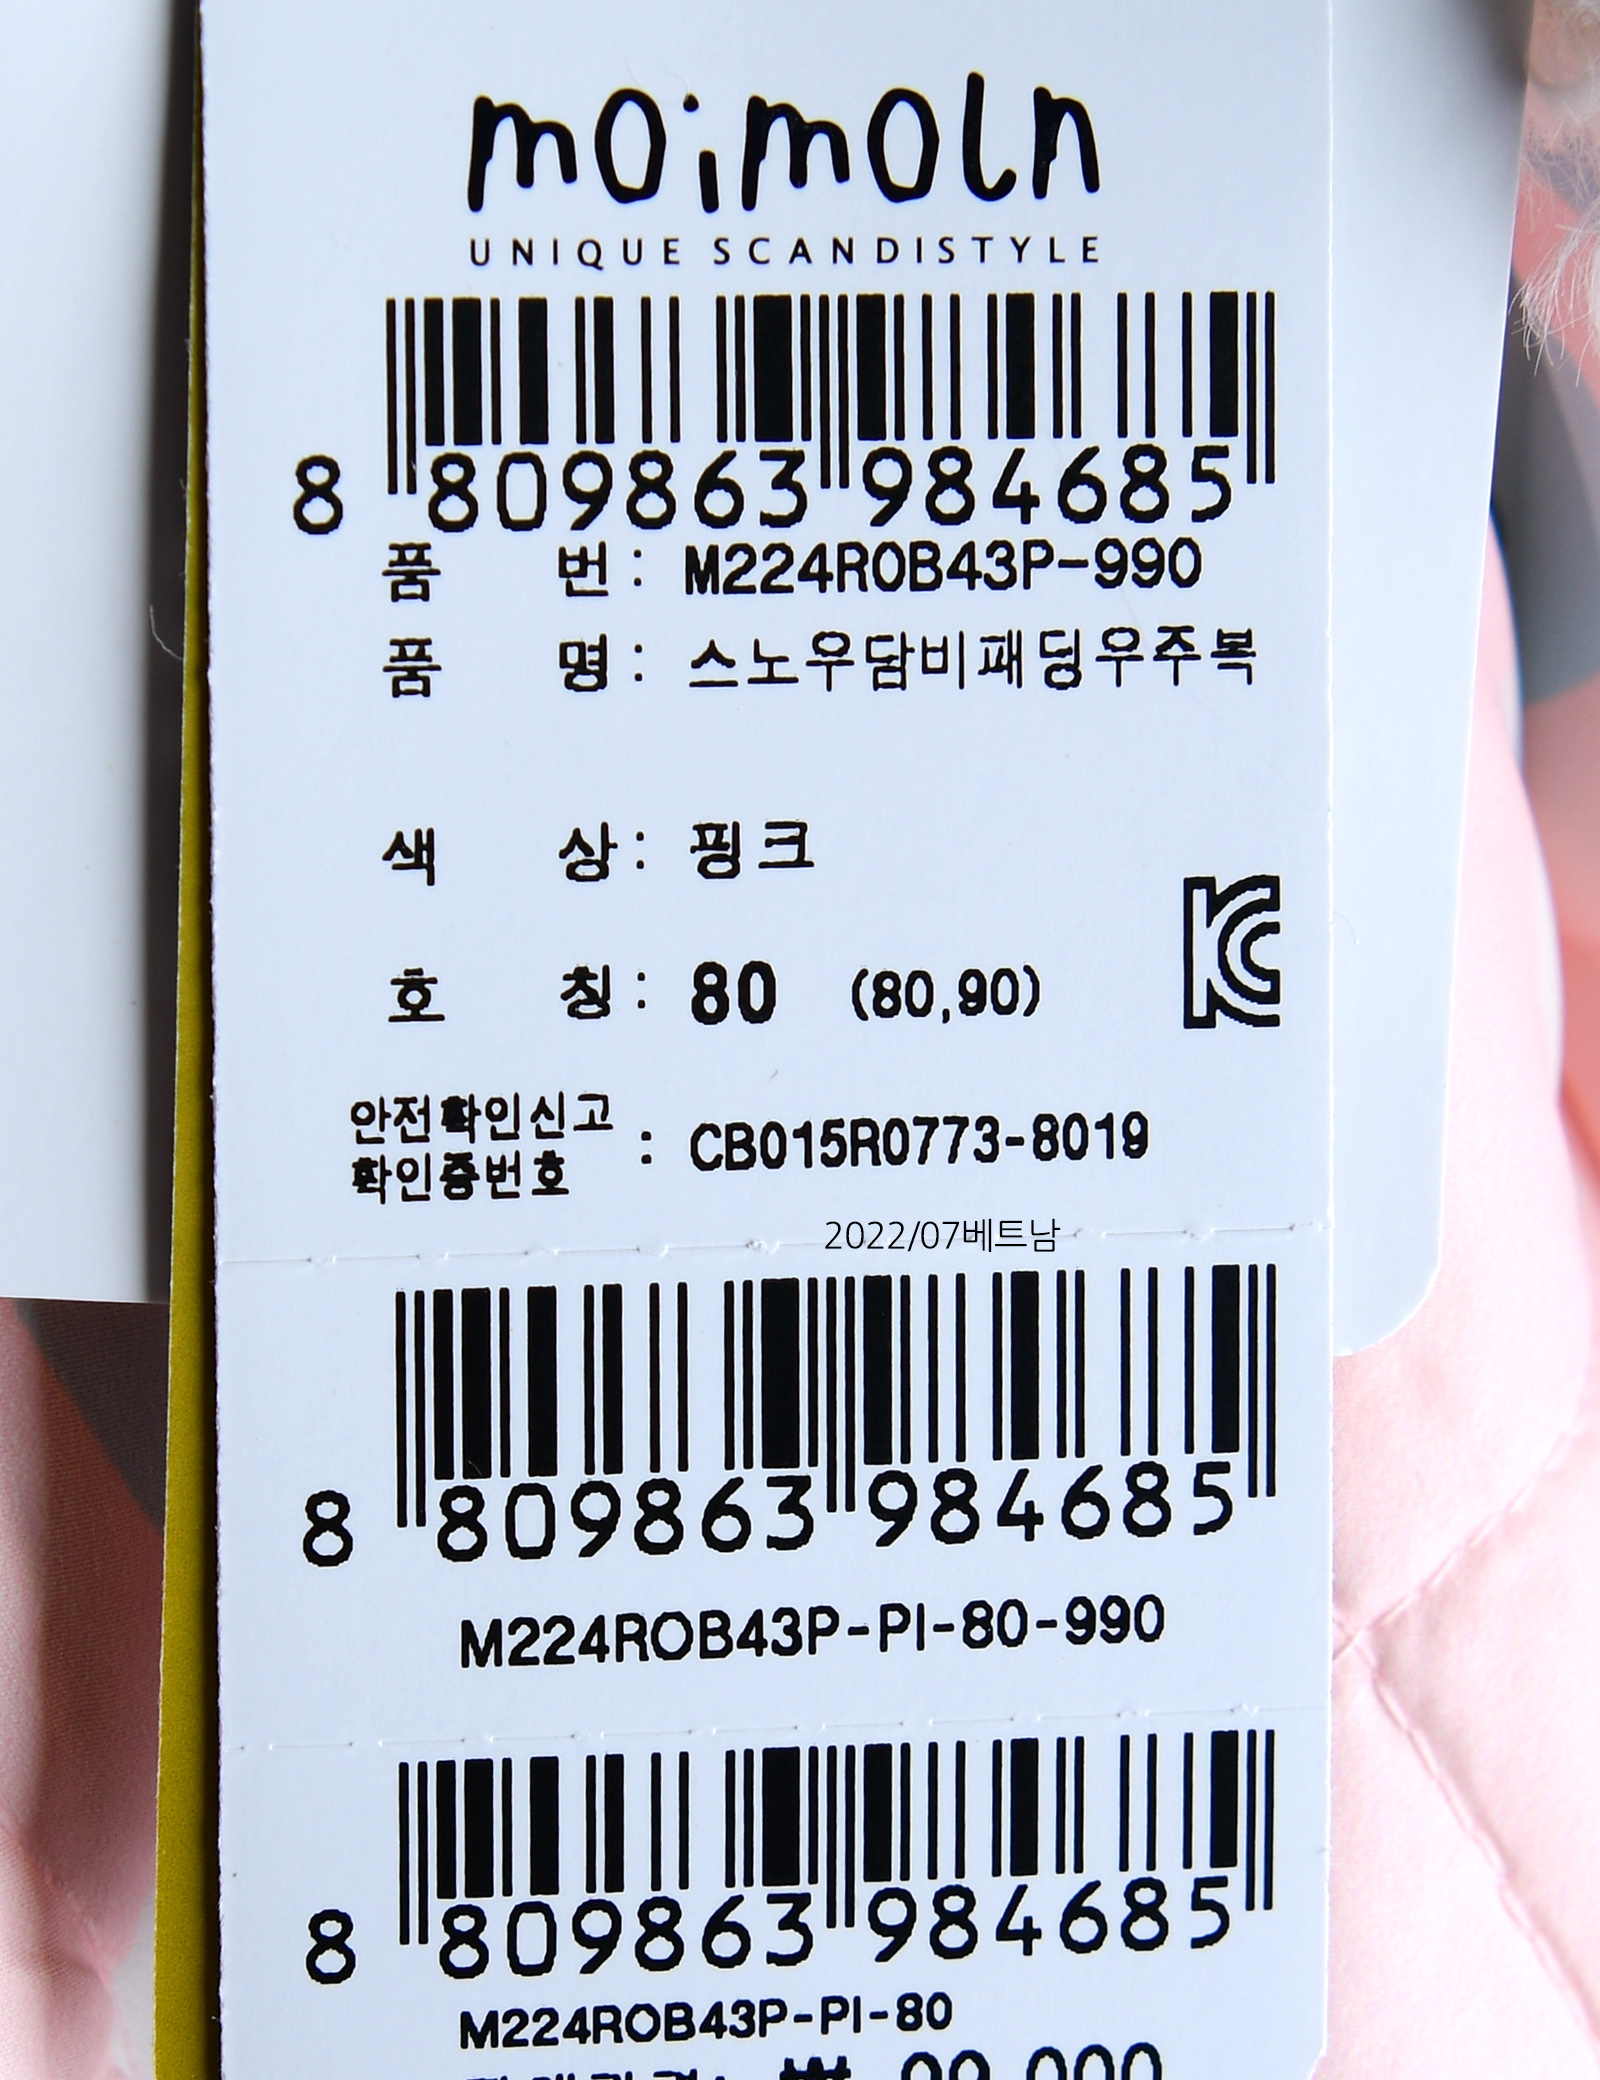 moimoln
UNIQUE SCANDISTYLE
8 809863 984685
품 번 : M224ROB43P-990
품 명 : 스노우담비패딩우주복
색 상 : 핑크
호 칭 : 80 (80,90)
안전확인신고
확인증번호 : CB015R0773-8019
2022/07베트남
8 809863 984685
M224ROB43P-PI-80-990
8 809863 984685
M224ROB43P-PI-80